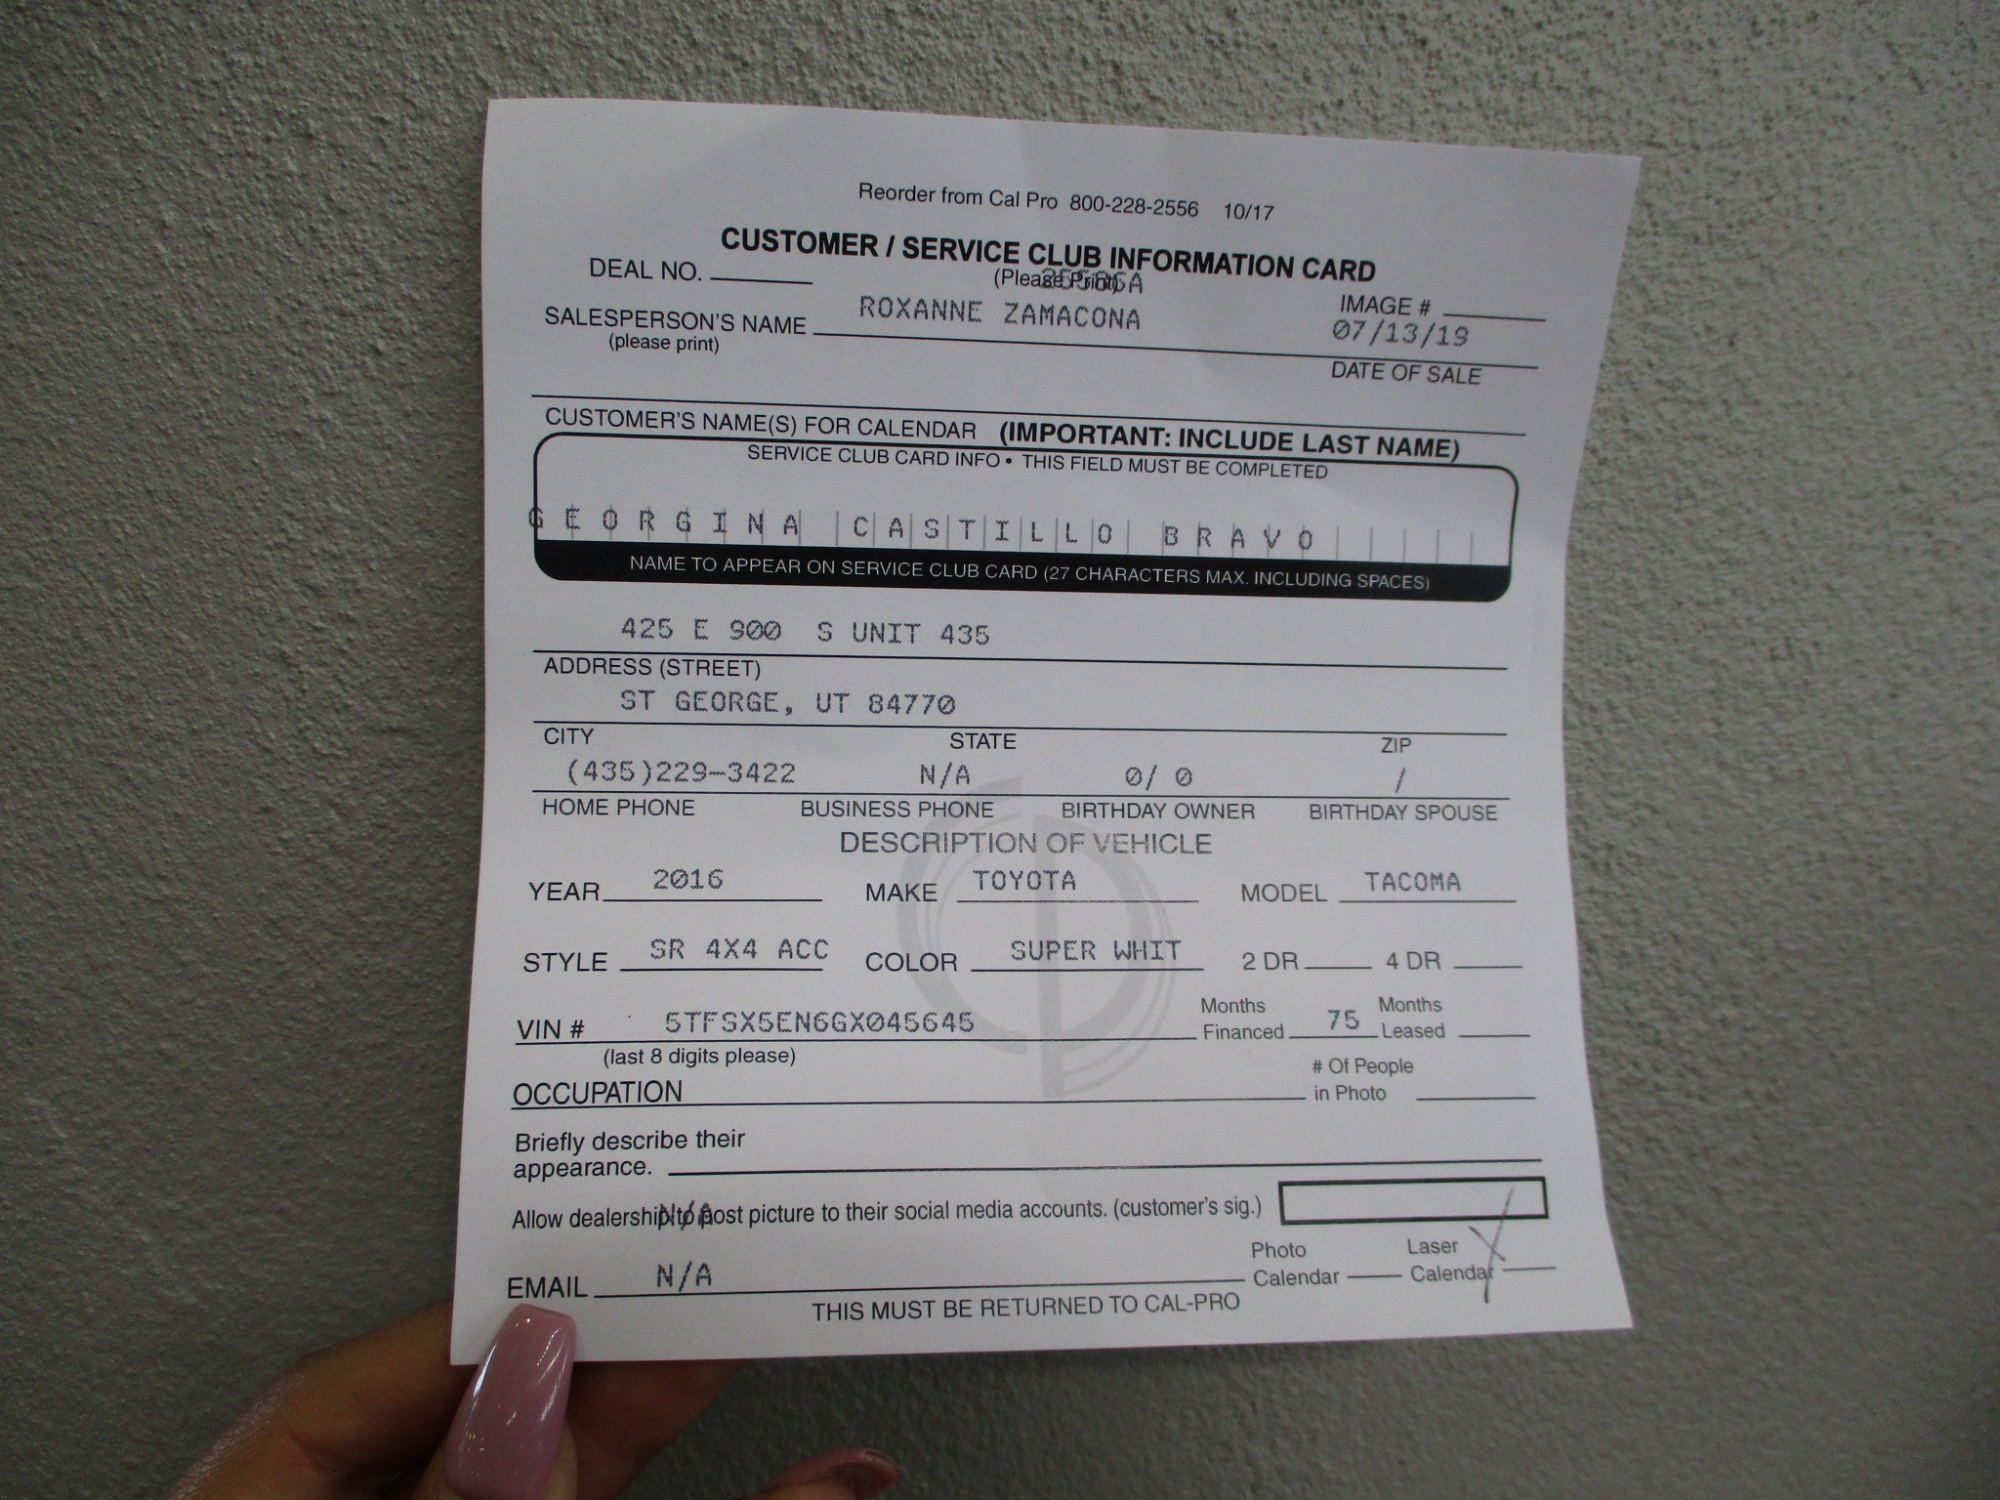 Reorder from Cal Pro 800-228-2556 10/17
CUSTOMER / SERVICE CLUB INFORMATION CARD
DEAL NO. (Please Print)
SALESPERSON'S NAME ROXANNE ZAMACONA IMAGE #
(please print) 07/13/19
DATE OF SALE
CUSTOMER'S NAME(S) FOR CALENDAR (IMPORTANT: INCLUDE LAST NAME)
SERVICE CLUB CARD INFO • THIS FIELD MUST BE COMPLETED
GEORGINA CASTILLO BRAVO
NAME TO APPEAR ON SERVICE CLUB CARD (27 CHARACTERS MAX. INCLUDING SPACES)
425 E 900 S UNIT 435
ADDRESS (STREET)
ST GEORGE, UT 84770
CITY STATE ZIP
(435)229-3422 N/A 0/ 0 /
HOME PHONE BUSINESS PHONE BIRTHDAY OWNER BIRTHDAY SPOUSE
DESCRIPTION OF VEHICLE
YEAR 2016 MAKE TOYOTA MODEL TACOMA
STYLE SR 4X4 ACC COLOR SUPER WHIT 2 DR 4 DR
VIN # 5TFSX5EN6GX045645 Months Financed 75 Months Leased
(last 8 digits please)
OCCUPATION # Of People in Photo
Briefly describe their
appearance.
Allow dealership to post picture to their social media accounts. (customer's sig.)
N/A
EMAIL N/A Photo Calendar Laser Calendar X
THIS MUST BE RETURNED TO CAL-PRO